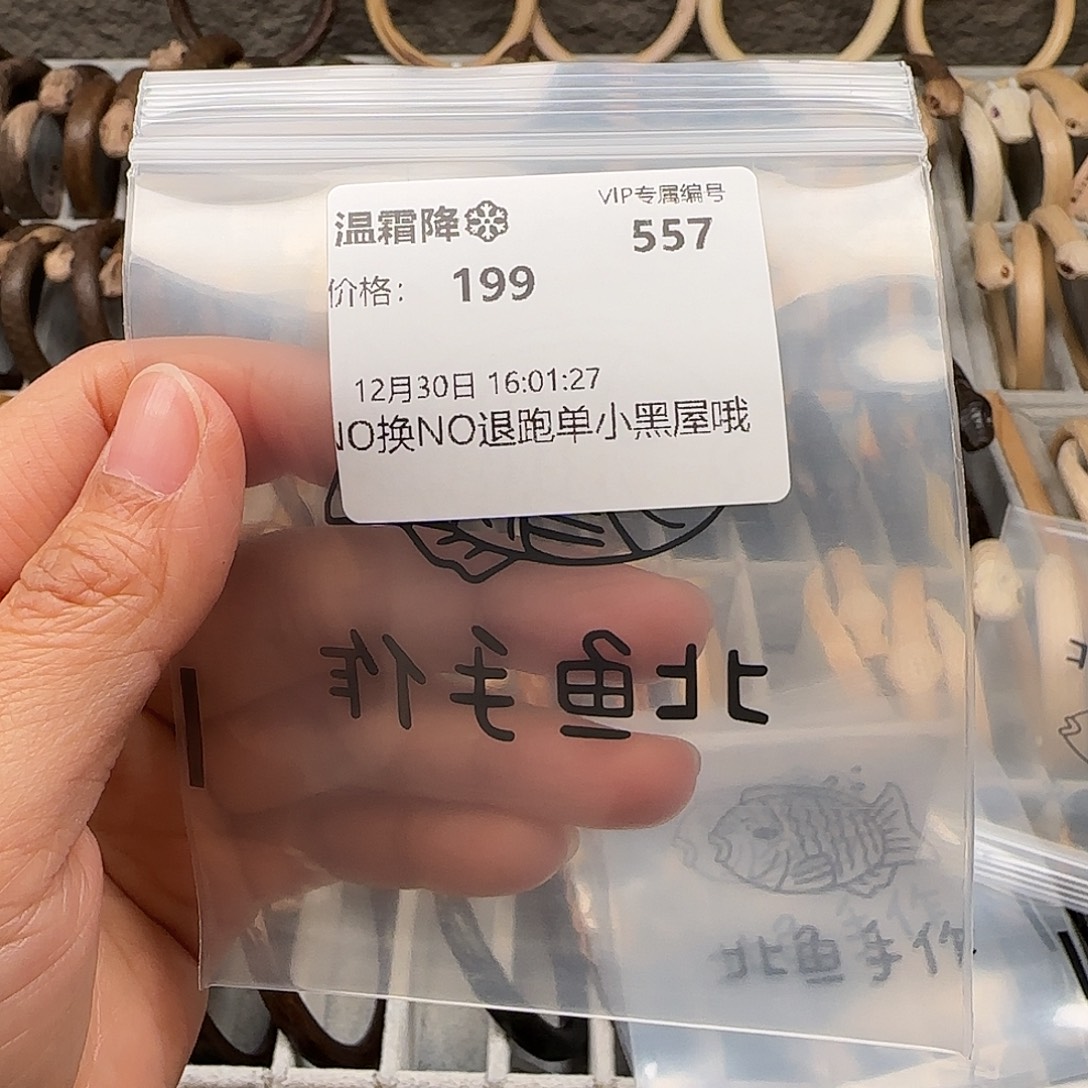 温霜降❄
VIP专属编号
557
价格： 199
12月30日 16:01:27
NO换NO退跑单小黑屋哦
北鱼手作
北鱼手作